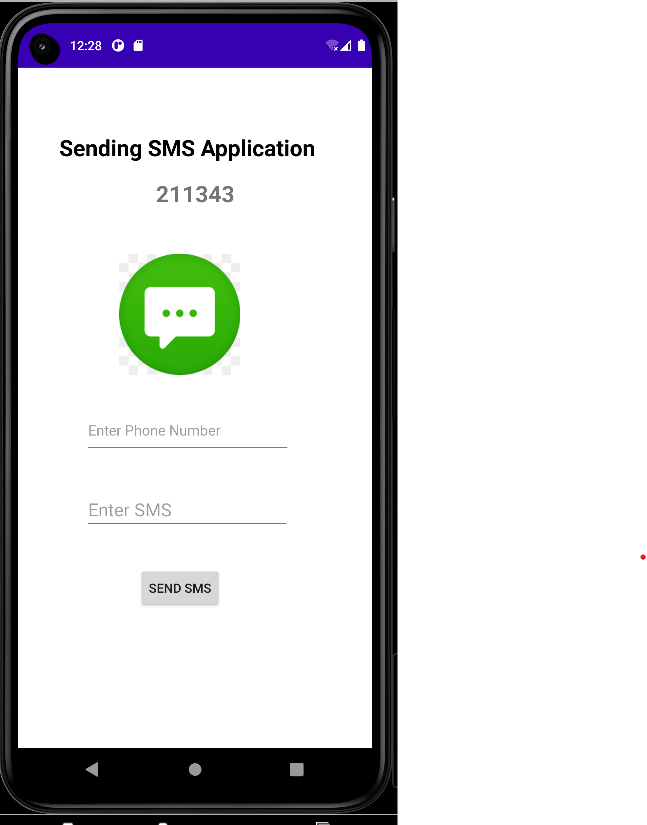 12:28
Sending SMS Application
211343
Enter Phone Number
Enter SMS
SEND SMS